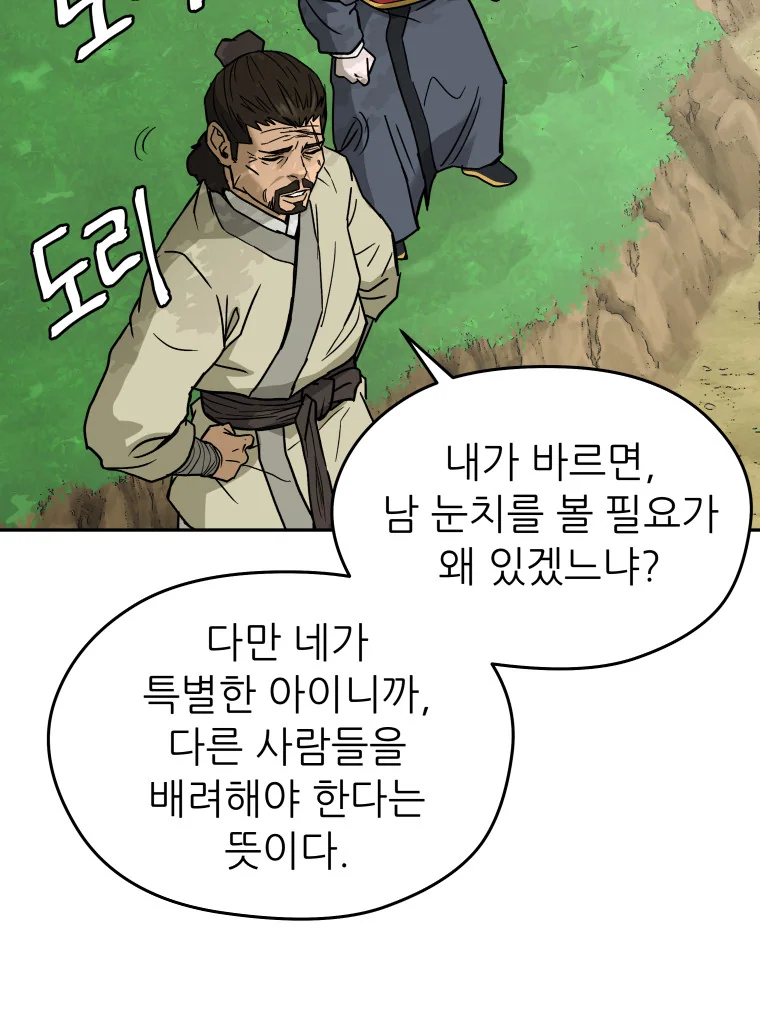 도리
도리
내가 바르면,
남 눈치를 볼 필요가
왜 있겠느냐?
다만 네가
특별한 아이니까,
다른 사람들을
배려해야 한다는
뜻이다.